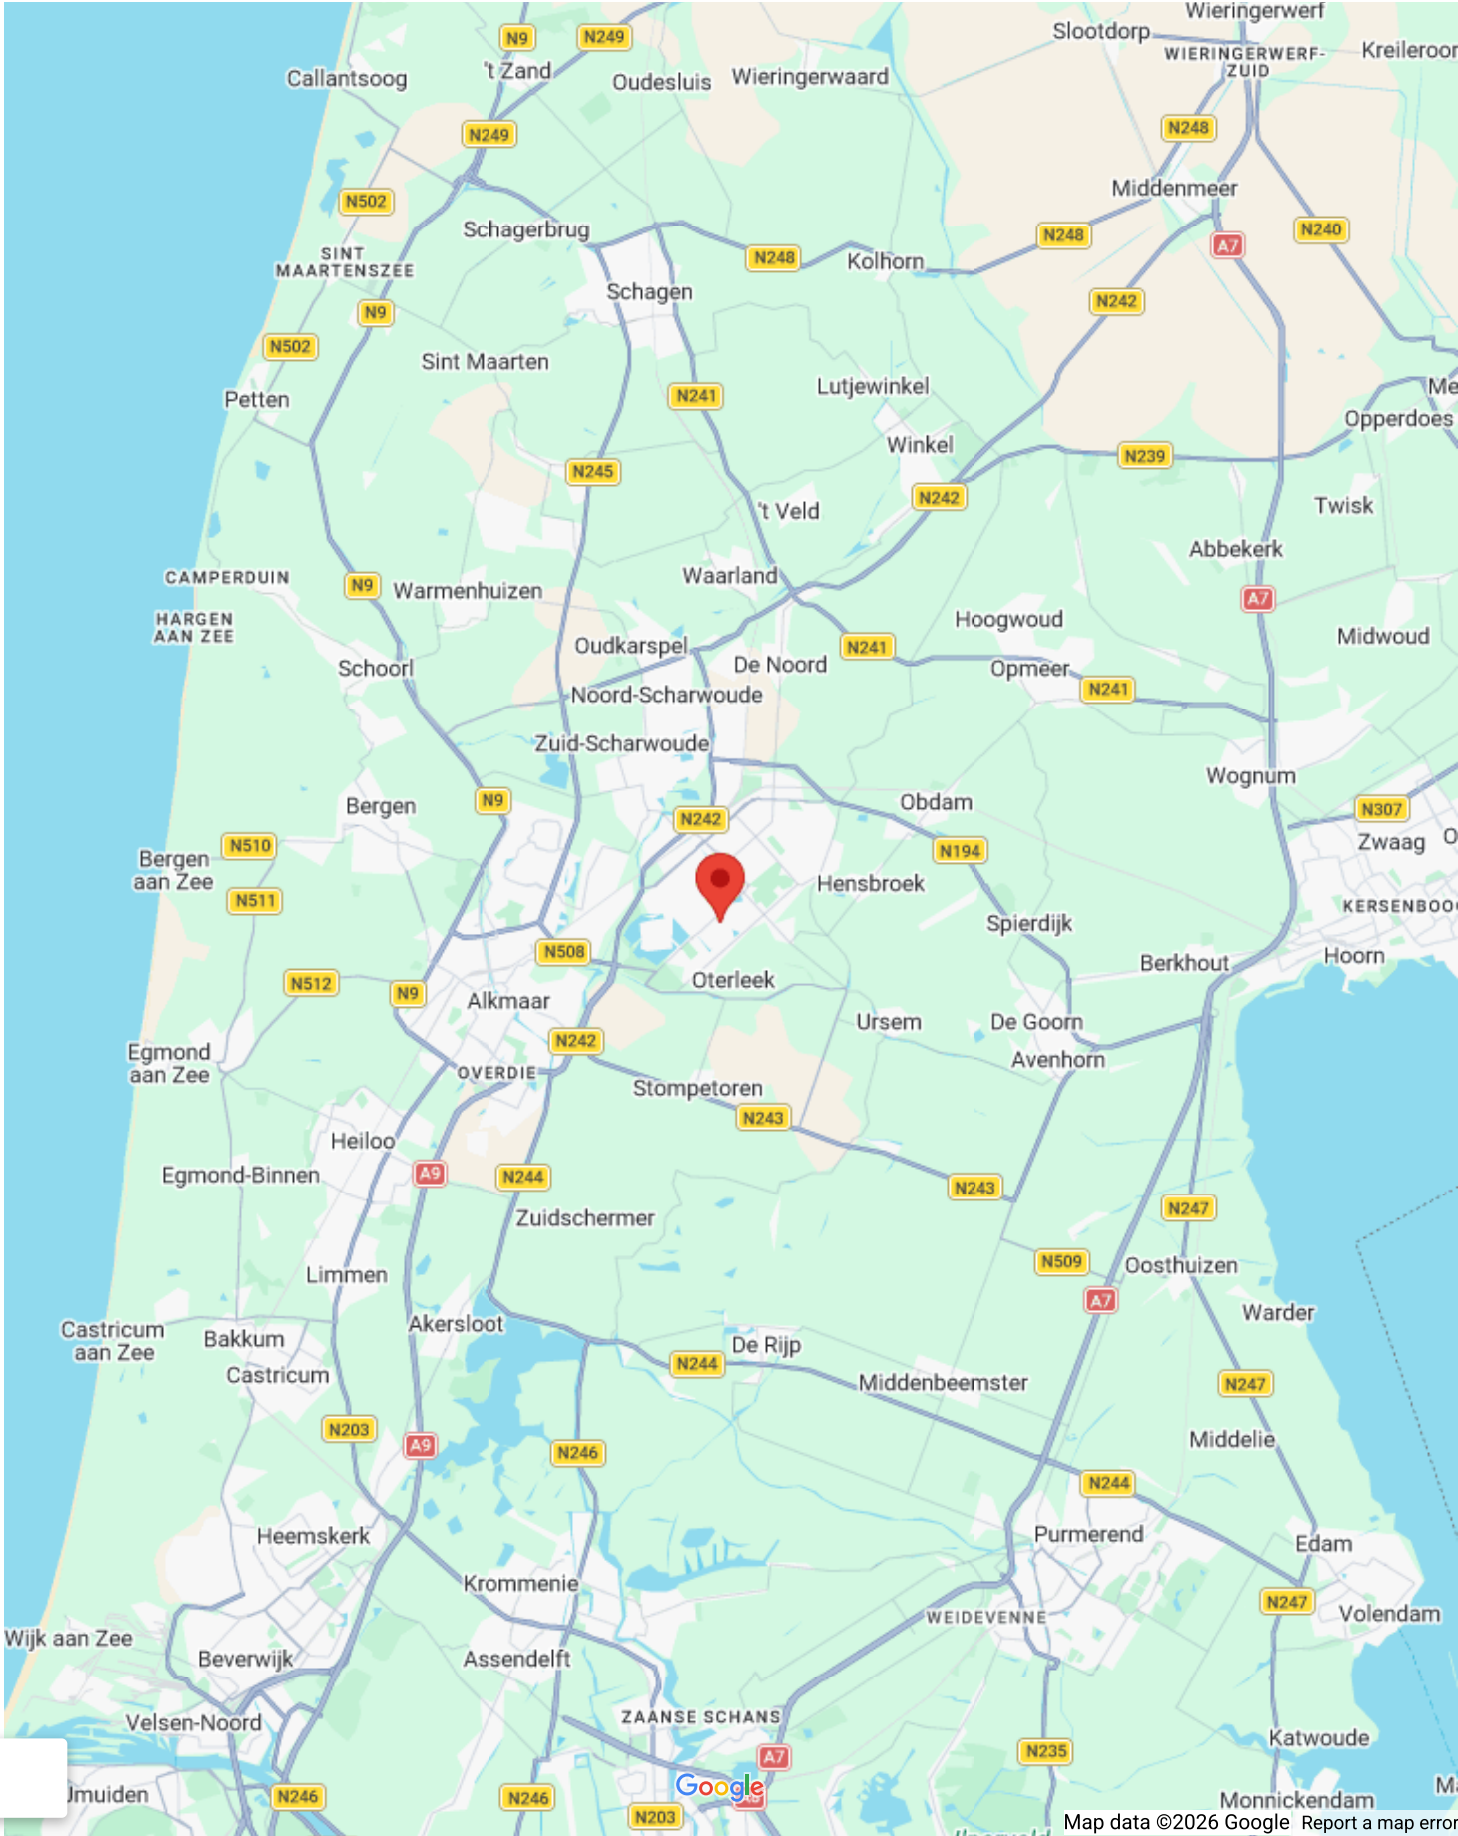 Wieringerwerf
N9
N249
Slootdorp
WIERINGERWERF-
ZUID
Callantsoog
't Zand
Oudesluis
Wieringerwaard
N249
N248
N502
Middenmeer
Schagerbrug
N248
N248
A7
N240
SINT
MAARTENSZEE
Kolhorn
Schagen
N242
N9
N502
Sint Maarten
Petten
N241
Lutjewinkel
Opperdoes
Winkel
N239
N245
N242
't Veld
Twisk
Abbekerk
CAMPERDUIN
N9
Warmenhuizen
Waarland
A7
HARGEN
AAN ZEE
Hoogwoud
Midwoud
Oudkarspel
N241
Schoorl
De Noord
Opmeer
N241
Noord-Scharwoude
Zuid-Scharwoude
Wognum
Bergen
N9
N242
Obdam
N307
Zwaag
N510
N194
Bergen
aan Zee
N511
Hensbroek
KERSENBOO
Spierdijk
N508
Hoorn
Berkhout
N512
N9
Oterleek
Alkmaar
Ursem
De Goorn
N242
Egmond
aan Zee
OVERDIE
Avenhorn
Stompetoren
N243
Heiloo
A9
Egmond-Binnen
N244
N243
N247
Zuidschermer
N509
Oosthuizen
Limmen
A7
Warder
Akersloot
Castricum
aan Zee
Bakkum
De Rijp
N244
Castricum
Middenbeemster
N247
N203
A9
N246
Middelie
N244
Heemskerk
Purmerend
Edam
Krommenie
N247
WEIDEVENNE
Volendam
Wijk aan Zee
Beverwijk
Assendelft
Velsen-Noord
ZAANSE SCHANS
Katwoude
A7
N235
Google
Jmuiden
N246
N246
N203
Monnickendam
Map data ©2026 Google
Report a map error